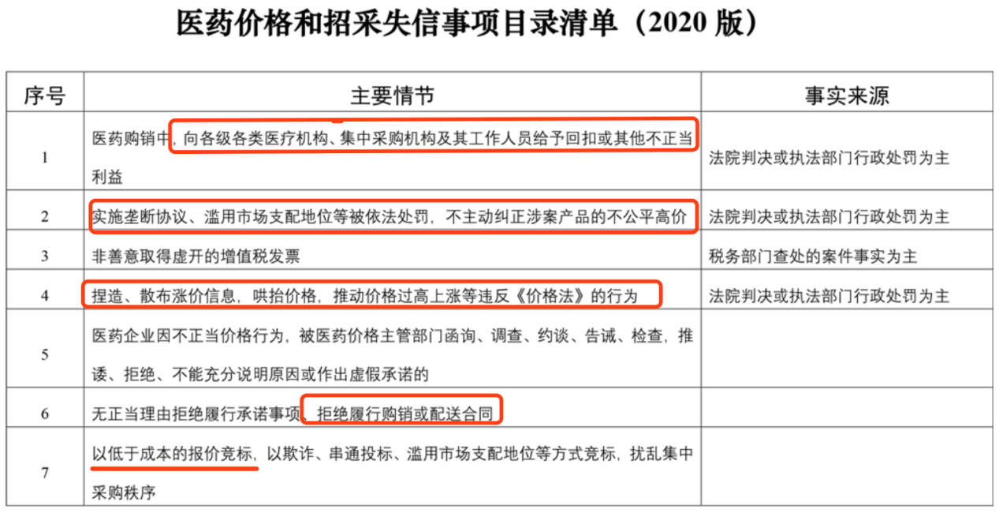 医药价格和招采失信事项目录清单（2020 版）
序号 主要情节 事实来源
医药购销中，向各级各类医疗机构、集中采购机构及其工作人员给予回扣或其他不正当
1 法院判决或执法部门行政处罚为主
利益
2 实施垄断协议、滥用市场支配地位等被依法处罚，不主动纠正涉案产品的不公平高价 法院判决或执法部门行政处罚为主
3 非善意取得虚开的增值税发票 税务部门查处的案件事实为主
4 捏造、散布涨价信息，哄抬价格，推动价格过高上涨等违反《价格法》的行为 法院判决或执法部门行政处罚为主
医药企业因不正当价格行为，被医药价格主管部门函询、调查、约谈、告诫、检查，推
5
诿、拒绝、不能充分说明原因或作出虚假承诺的
6 无正当理由拒绝履行承诺事项、拒绝履行购销或配送合同
以低于成本的报价竞标，以欺诈、串通投标、滥用市场支配地位等方式竞标，扰乱集中
7
采购秩序